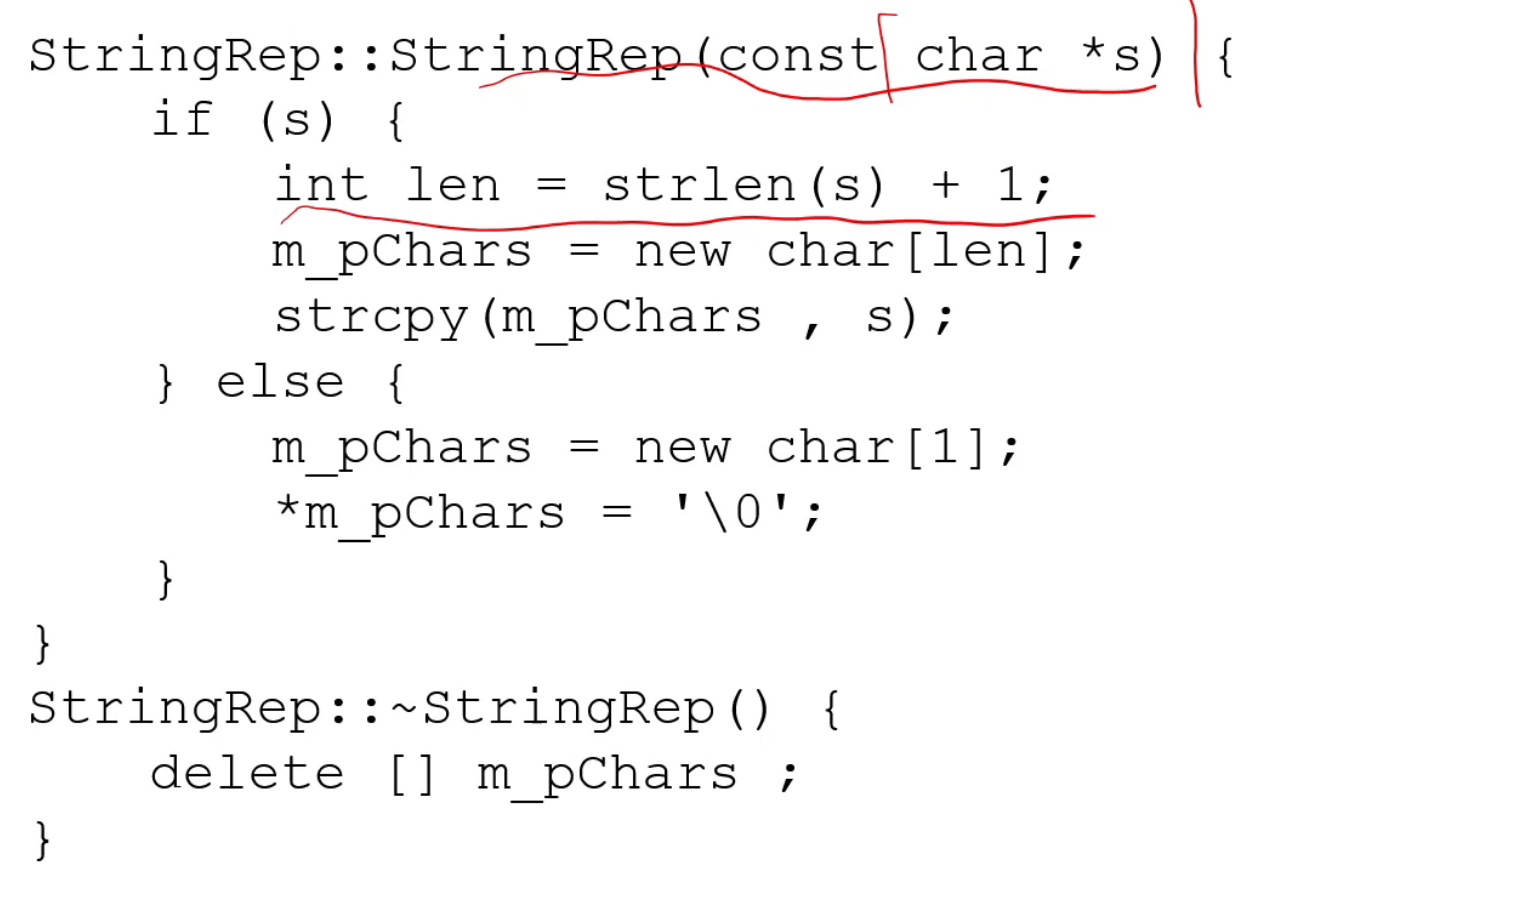 StringRep::StringRep(const char *s) {
    if (s) {
        int len = strlen(s) + 1;
        m_pChars = new char[len];
        strcpy(m_pChars , s);
    } else {
        m_pChars = new char[1];
        *m_pChars = '\0';
    }
}
StringRep::~StringRep() {
    delete [] m_pChars ;
}